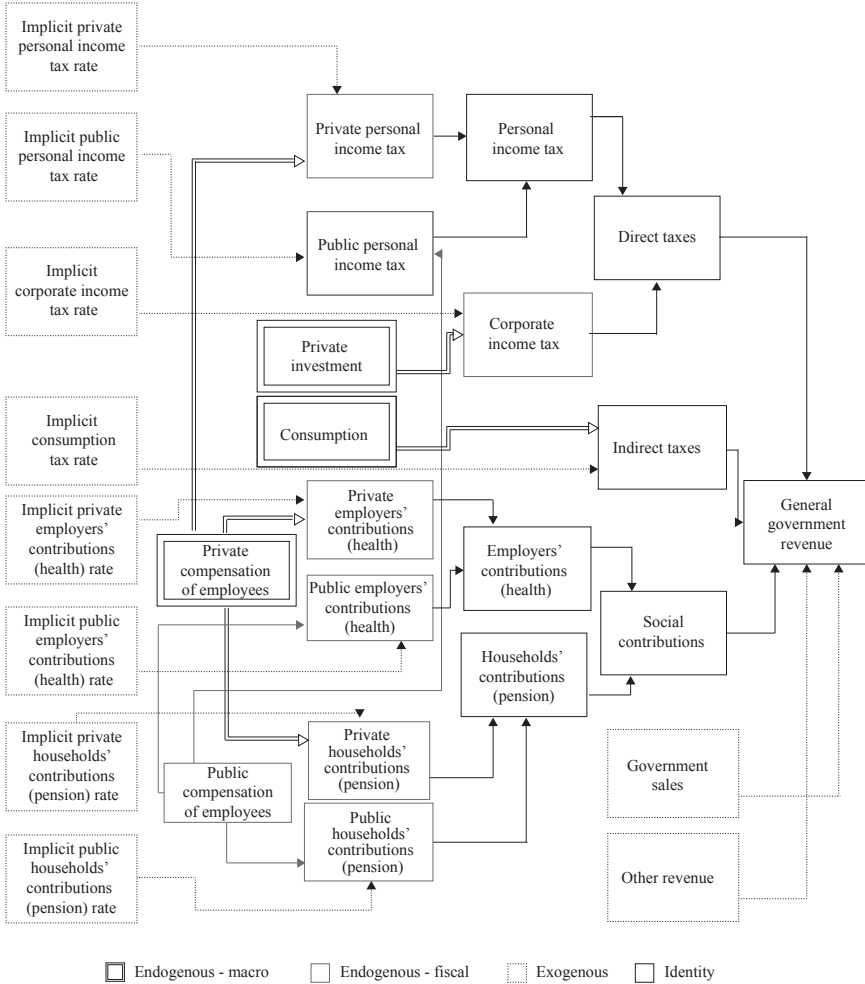 Implicit private
personal income
tax rate
Implicit public
personal income
tax rate
Implicit
corporate income
tax rate
Implicit
consumption
tax rate
Implicit private
employers’
contributions
(health) rate
Implicit public
employers’
contributions
(health) rate
Implicit private
households’
contributions
(pension) rate
Implicit public
households’
contributions
(pension) rate
Private
compensation
of employees
Public
compensation
of employees
Private personal
income tax
Public personal
income tax
Private
investment
Consumption
Private
employers’
contributions
(health)
Public employers’
contributions
(health)
Private
households’
contributions
(pension)
Public
households’
contributions
(pension)
Personal
income tax
Corporate
income tax
Employers’
contributions
(health)
Households’
contributions
(pension)
Direct taxes
Indirect taxes
Social
contributions
Government
sales
Other revenue
General
government
revenue
Endogenous - macro
Endogenous - fiscal
Exogenous
Identity